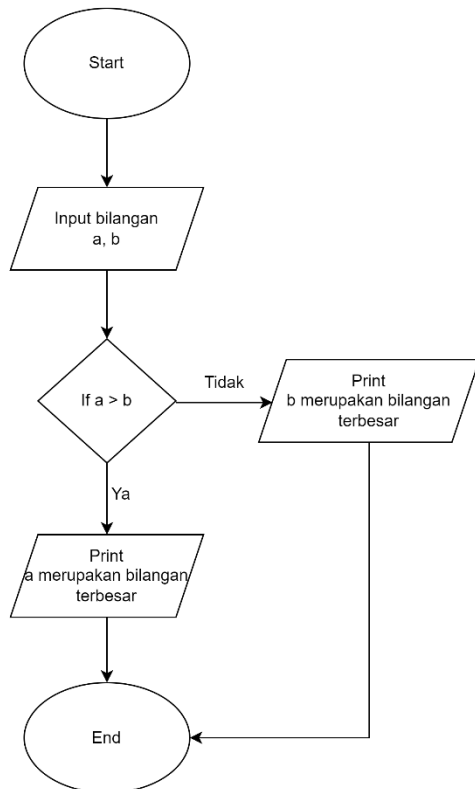 Start
Input bilangan
a, b
If a > b
Tidak
Print
b merupakan bilangan
terbesar
Ya
Print
a merupakan bilangan
terbesar
End